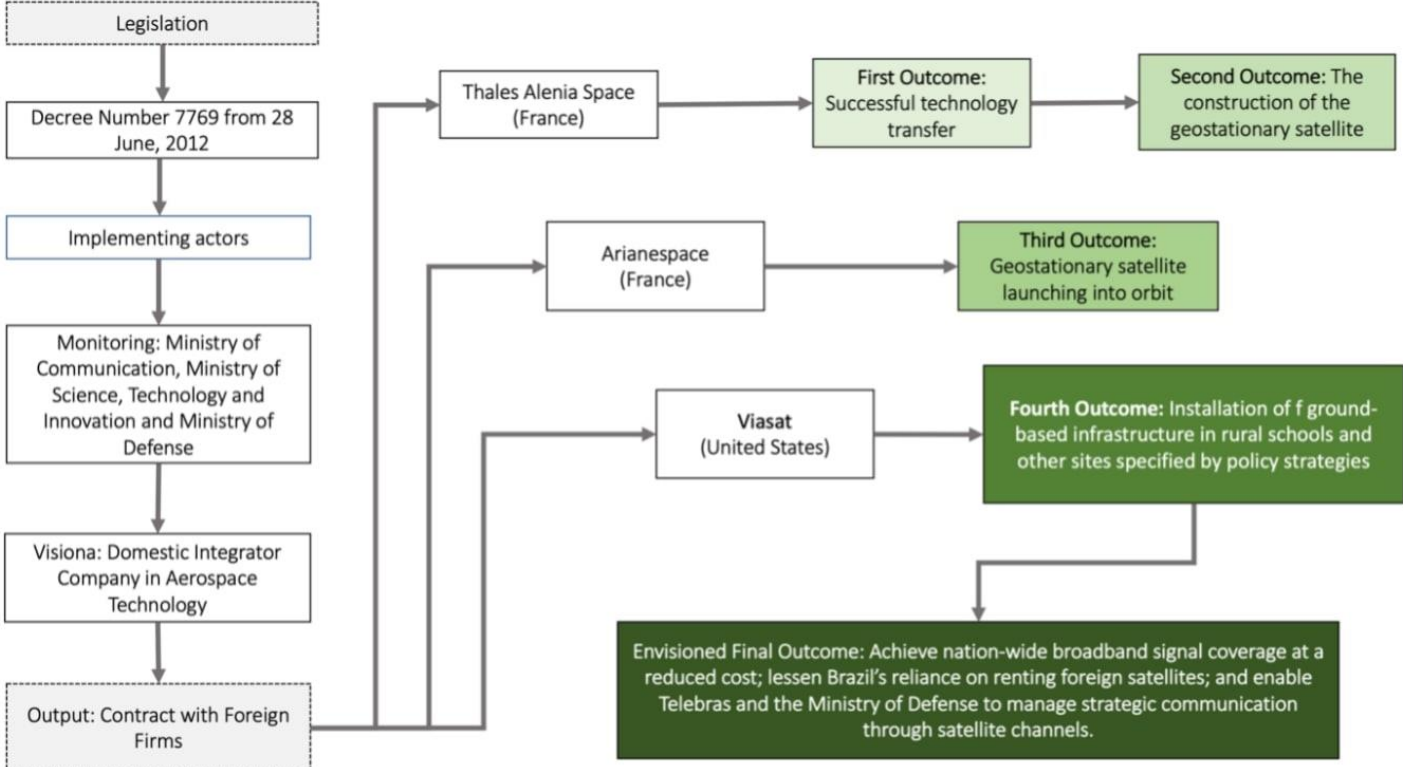 Legislation
Decree Number 7769 from 28
June, 2012
Implementing actors
Monitoring: Ministry of
Communication, Ministry of
Science, Technology and
Innovation and Ministry of
Defense
Visiona: Domestic Integrator
Company in Aerospace
Technology
Output: Contract with Foreign
Firms
Thales Alenia Space
(France)
First Outcome:
Successful technology
transfer
Second Outcome: The
construction of the
geostationary satellite
Arianespace
(France)
Third Outcome:
Geostationary satellite
launching into orbit
Viasat
(United States)
Fourth Outcome: Installation of f ground-
based infrastructure in rural schools and
other sites specified by policy strategies
Envisioned Final Outcome: Achieve nation-wide broadband signal coverage at a
reduced cost; lessen Brazil’s reliance on renting foreign satellites; and enable
Telebras and the Ministry of Defense to manage strategic communication
through satellite channels.